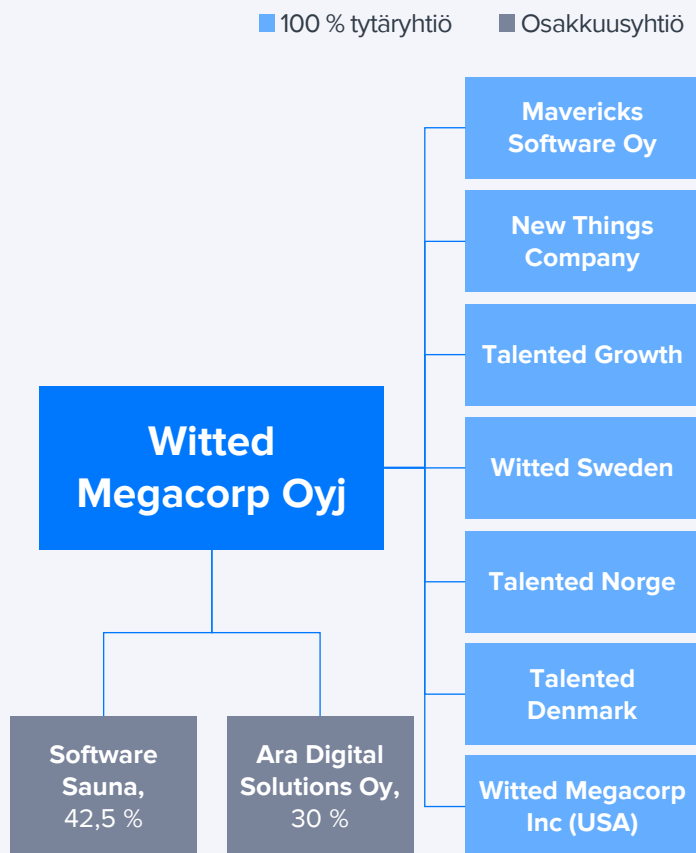 100 % tytäryhtiö
Osakkuusyhtiö
Mavericks
Software Oy
New Things
Company
Talented Growth
Witted
Megacorp Oyj
Witted Sweden
Talented Norge
Talented
Denmark
Witted Megacorp
Inc (USA)
Software
Sauna,
42,5 %
Ara Digital
Solutions Oy,
30 %